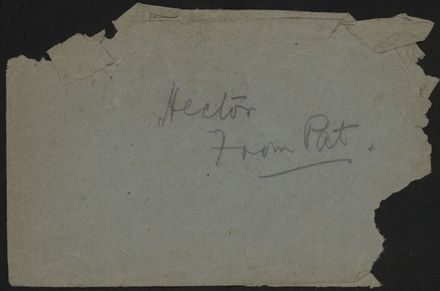 Hector
From Pat.